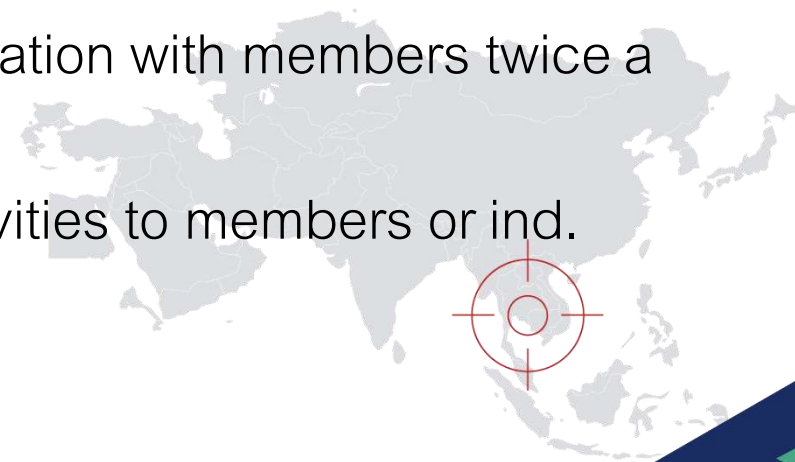 ation with members twice a
vities to members or ind.